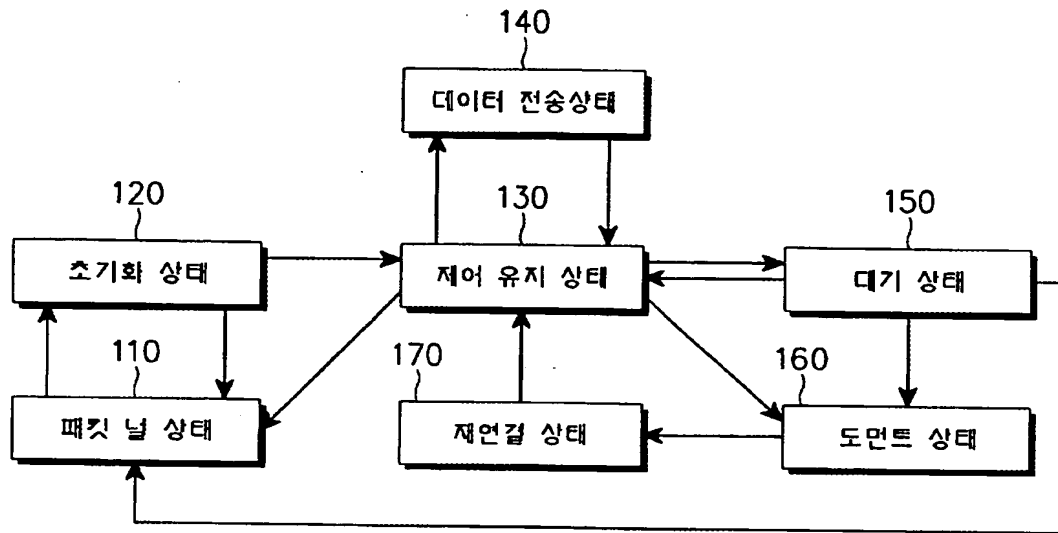 140
데이터 전송상태
120
초기화 상태
130
제어 유지 상태
150
대기 상태
110
패킷 널 상태
170
재연결 상태
160
도먼트 상태